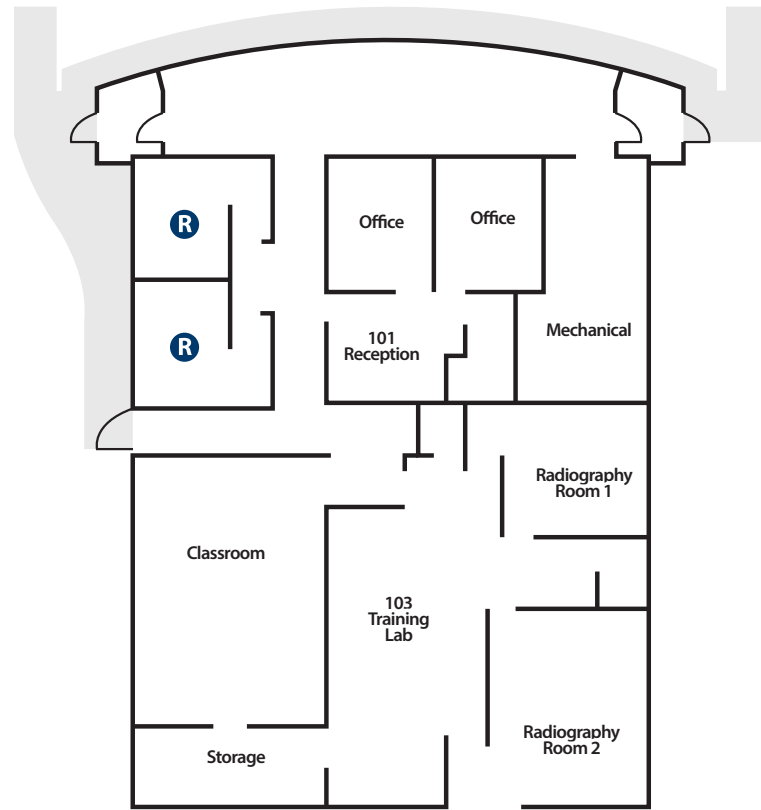 R
Office
Office
R
101
Reception
Mechanical
Radiography
Room 1
Classroom
103
Training
Lab
Radiography
Room 2
Storage